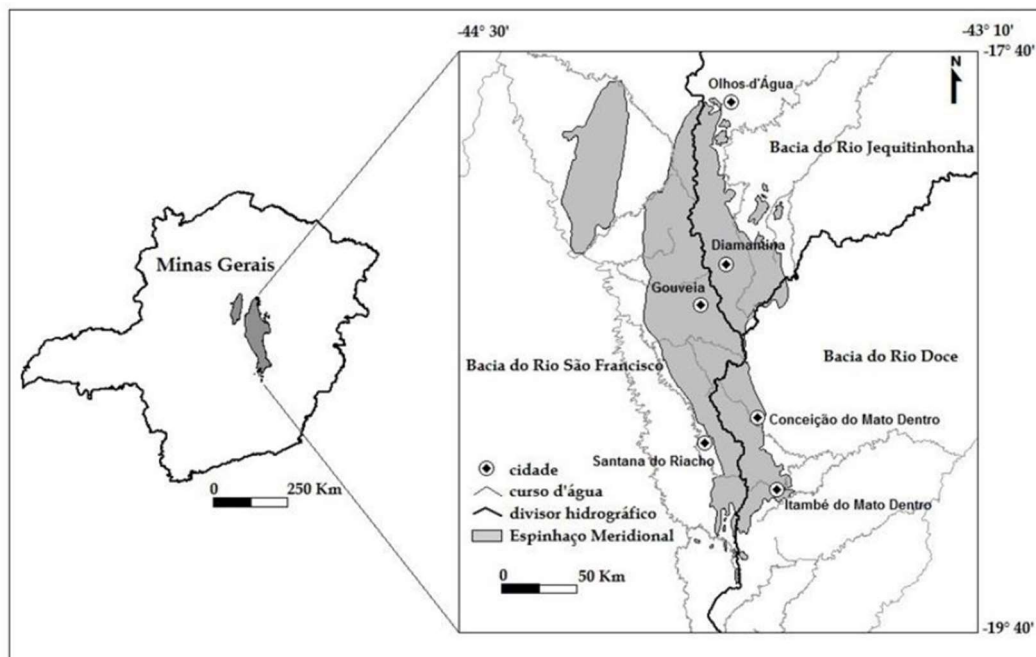 -44° 30'
-43° 10'
-17° 40'
N
Olhos-d'Água
Bacia do Rio Jequitinhonha
Minas Gerais
Diamantina
Gouveia
Bacia do Rio São Francisco
Bacia do Rio Doce
Conceição do Mato Dentro
Santana do Riacho
Itambé do Mato Dentro
cidade
curso d'água
divisor hidrográfico
Espinhaço Meridional
0 250 Km
0 50 Km
-19° 40'